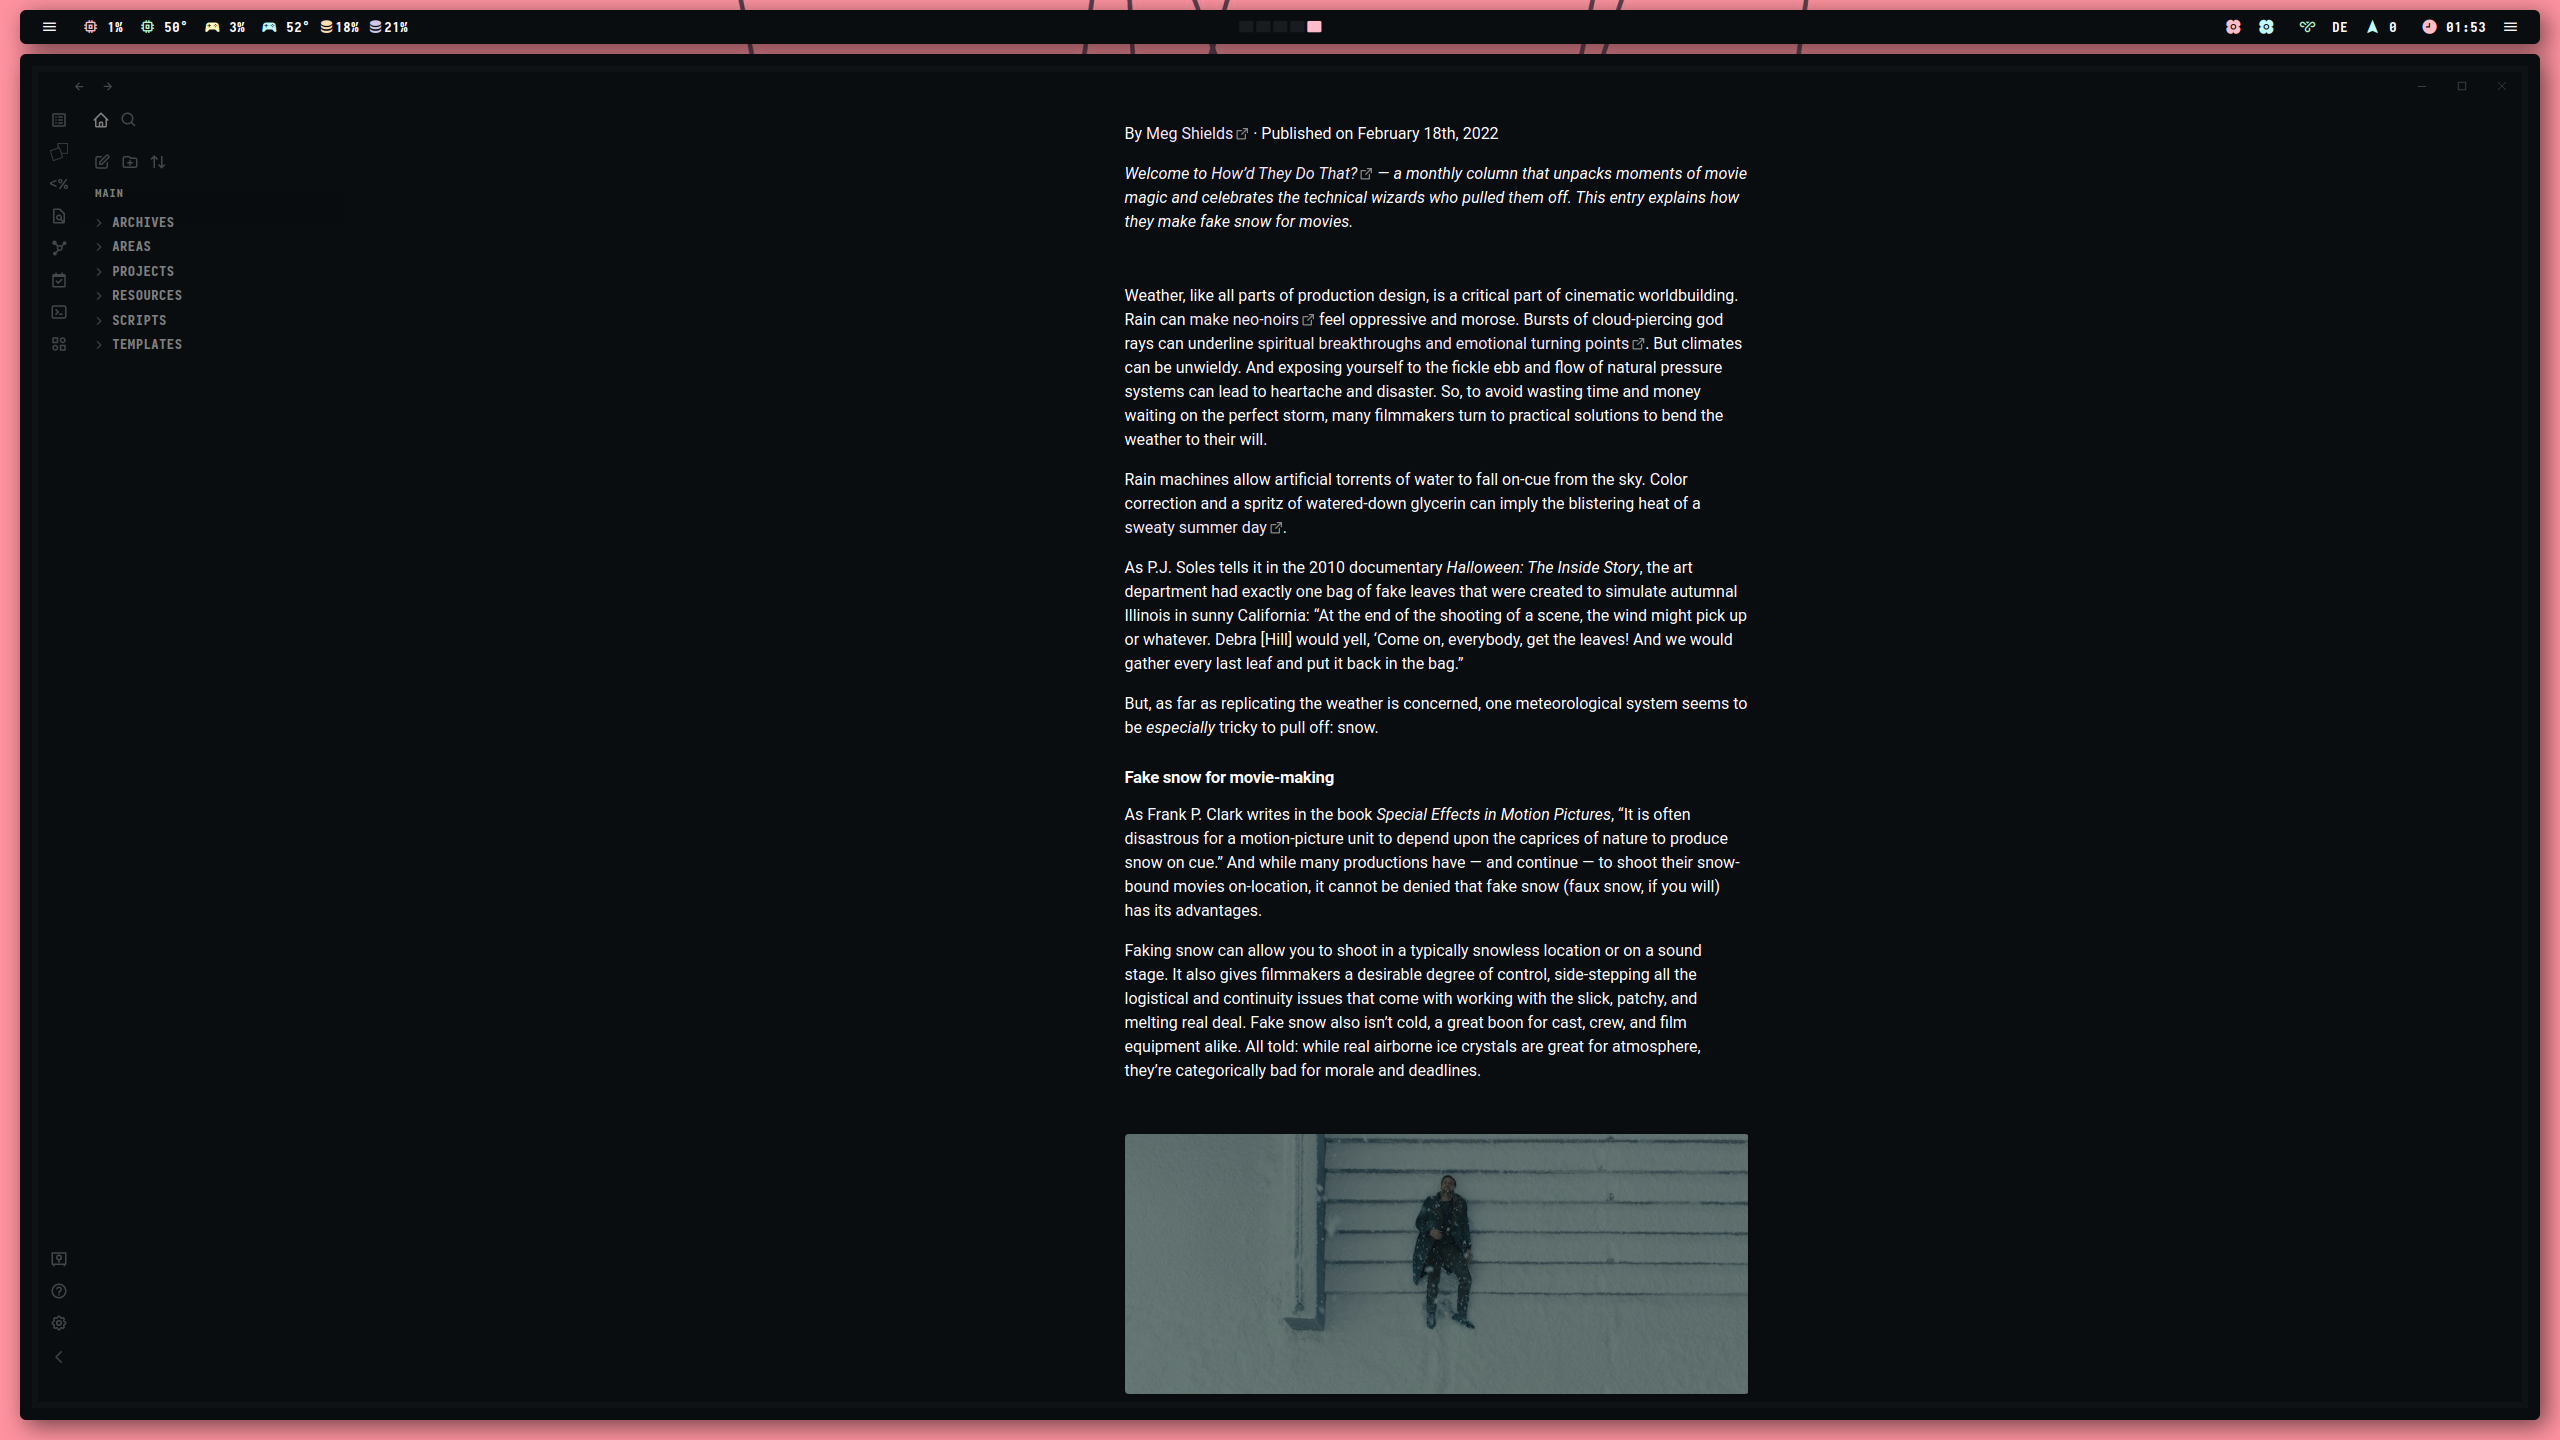 1% 50° 3% 52° 18% 21%
DE 0 01:53
<%
MAIN
ARCHIVES
AREAS
PROJECTS
RESOURCES
SCRIPTS
TEMPLATES
By Meg Shields · Published on February 18th, 2022
Welcome to How’d They Do That? — a monthly column that unpacks moments of movie
magic and celebrates the technical wizards who pulled them off. This entry explains how
they make fake snow for movies.
Weather, like all parts of production design, is a critical part of cinematic worldbuilding.
Rain can make neo-noirs feel oppressive and morose. Bursts of cloud-piercing god
rays can underline spiritual breakthroughs and emotional turning points. But climates
can be unwieldy. And exposing yourself to the fickle ebb and flow of natural pressure
systems can lead to heartache and disaster. So, to avoid wasting time and money
waiting on the perfect storm, many filmmakers turn to practical solutions to bend the
weather to their will.
Rain machines allow artificial torrents of water to fall on-cue from the sky. Color
correction and a spritz of watered-down glycerin can imply the blistering heat of a
sweaty summer day.
As P.J. Soles tells it in the 2010 documentary Halloween: The Inside Story, the art
department had exactly one bag of fake leaves that were created to simulate autumnal
Illinois in sunny California: “At the end of the shooting of a scene, the wind might pick up
or whatever. Debra [Hill] would yell, ‘Come on, everybody, get the leaves! And we would
gather every last leaf and put it back in the bag.”
But, as far as replicating the weather is concerned, one meteorological system seems to
be especially tricky to pull off: snow.
Fake snow for movie-making
As Frank P. Clark writes in the book Special Effects in Motion Pictures, “It is often
disastrous for a motion-picture unit to depend upon the caprices of nature to produce
snow on cue.” And while many productions have — and continue — to shoot their snow-
bound movies on-location, it cannot be denied that fake snow (faux snow, if you will)
has its advantages.
Faking snow can allow you to shoot in a typically snowless location or on a sound
stage. It also gives filmmakers a desirable degree of control, side-stepping all the
logistical and continuity issues that come with working with the slick, patchy, and
melting real deal. Fake snow also isn’t cold, a great boon for cast, crew, and film
equipment alike. All told: while real airborne ice crystals are great for atmosphere,
they’re categorically bad for morale and deadlines.